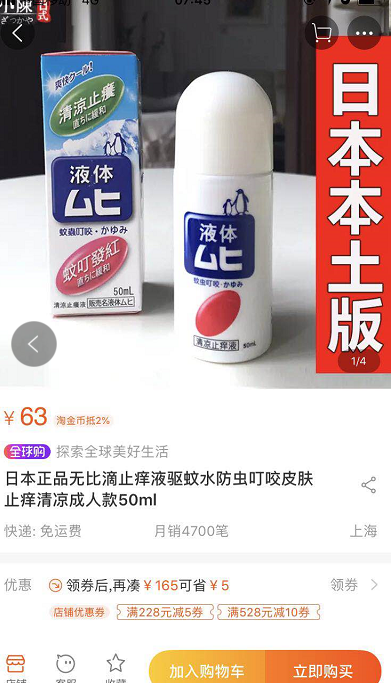 小陳
日式
ぎつかや
4G
07:45
爽快クール!
清涼止癢
直ちに緩和
液体
ムヒ
蚊蟲叮咬・かゆみ
蚊叮發紅
直ちに緩和
50mL
清涼止癢液
販売名液体ムヒ
液体
ムヒ
蚊虫叮咬・かゆみ
清涼止痒液
50mL
日本本土版
1/4
¥63
淘金币抵2%
全球购
探索全球美好生活
日本正品无比滴止痒液驱蚊水防虫叮咬皮肤
止痒清凉成人款50ml
快递: 免运费
月销4700笔
上海
优惠
领券后,再凑¥165可省¥5
领券
店铺优惠券
满228元减5券
满528元减10券
店铺
客服
收藏
加入购物车
立即购买